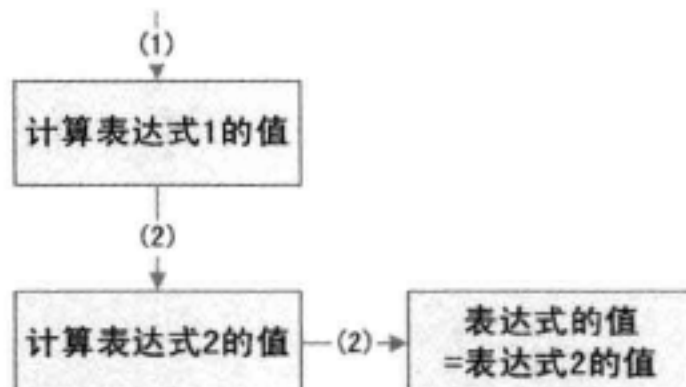 (1)
计算表达式1的值
(2)
计算表达式2的值
(2)
表达式的值
=表达式2的值